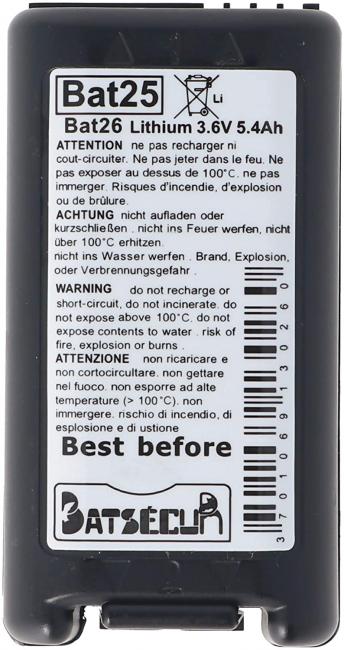 Bat25
Li
Bat26 Lithium 3.6V 5.4Ah
ATTENTION ne pas recharger ni
cout-circuiter. Ne pas jeter dans le feu. Ne
pas exposer au dessus de 100°C. ne pas
immerger. Risques d'incendie, d'explosion
ou de brûlure.
ACHTUNG nicht aufladen oder
kurzschließen . nicht ins Feuer werfen, nicht
über 100°C erhitzen.
nicht ins Wasser werfen . Brand, Explosion,
oder Verbrennungsgefahr .
WARNING do not recharge or
short-circuit, do not incinerate. do
not expose above 100°C. do not
expose contents to water . risk of
fire, explosion or burns .
ATTENZIONE non ricaricare e
non cortocircuitare. non gettare
nel fuoco. non esporre ad alte
temperature (> 100°C). non
immergere. rischio di incendio, di
esplosione e di ustione
Best before
BATSECUR
3 701069 130260